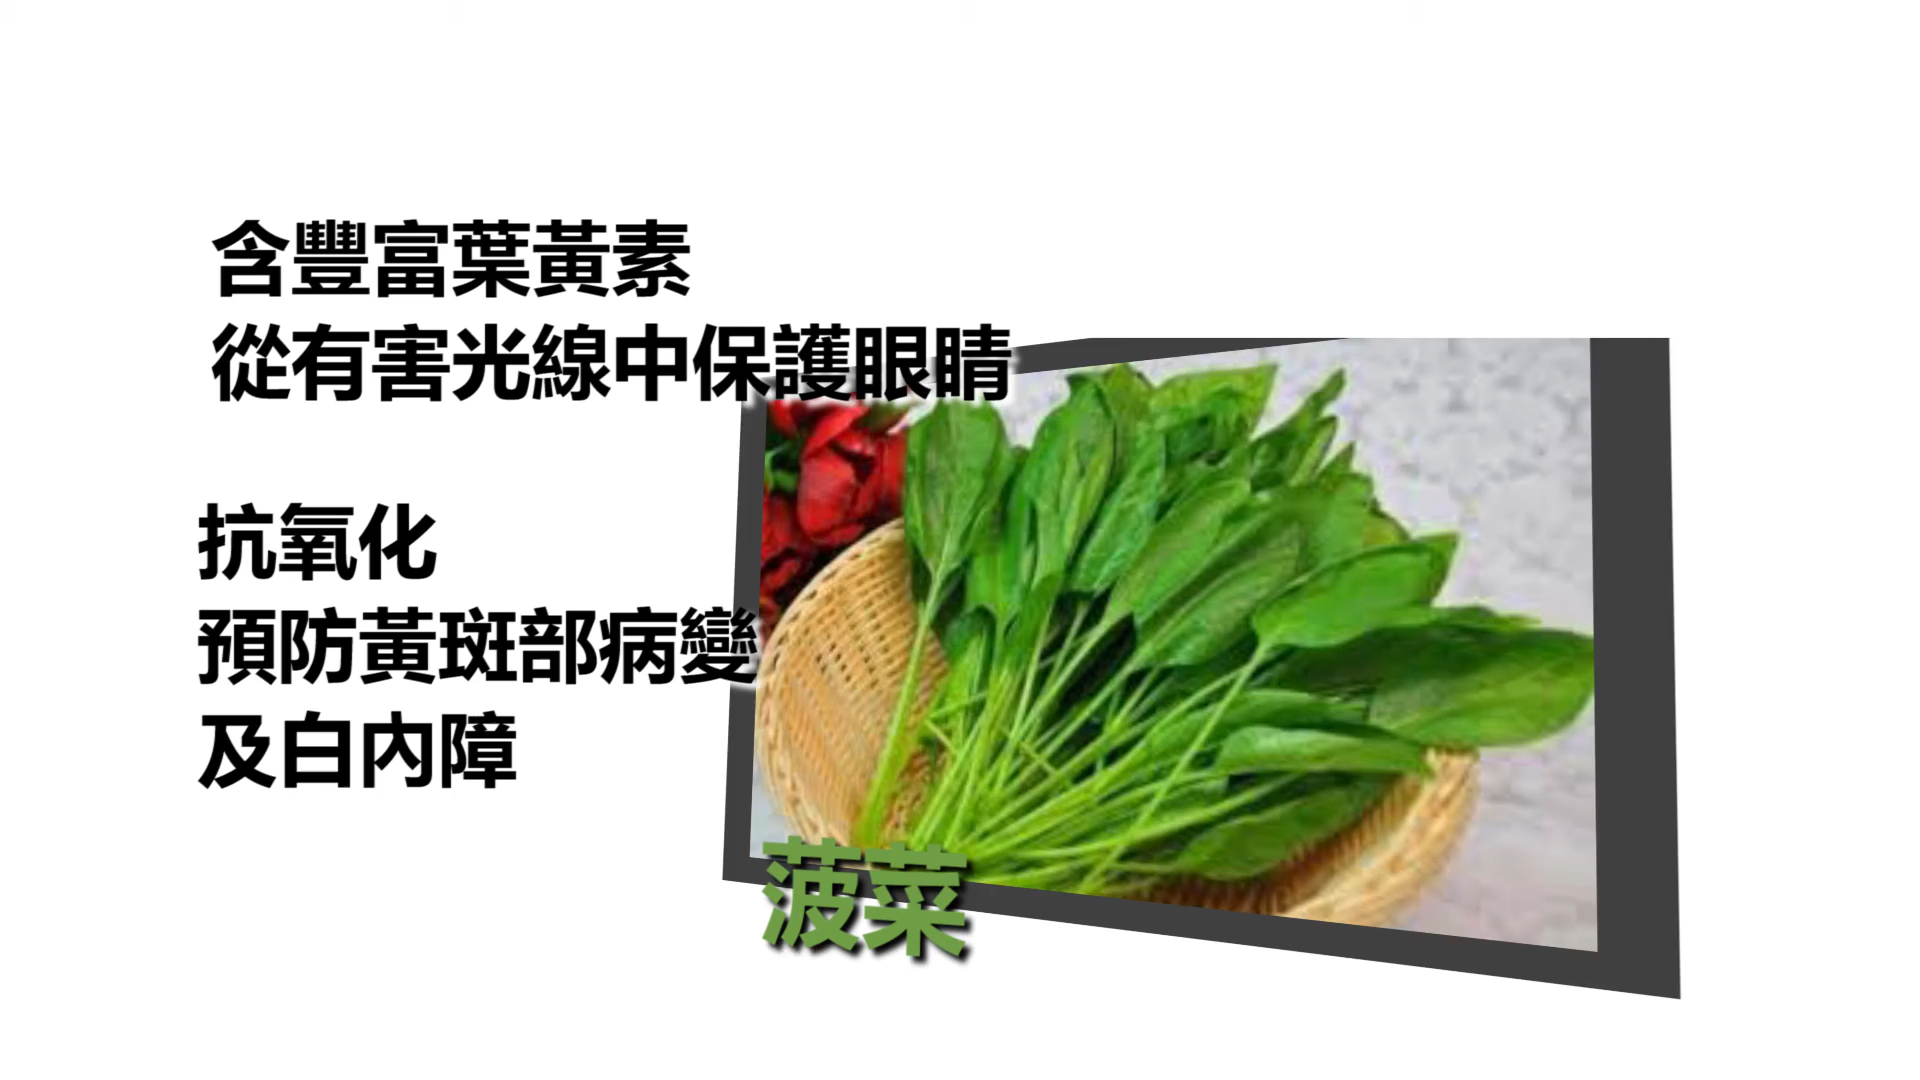 含豐富葉黃素
從有害光線中保護眼睛
抗氧化
預防黃斑部病變
及白內障
菠菜